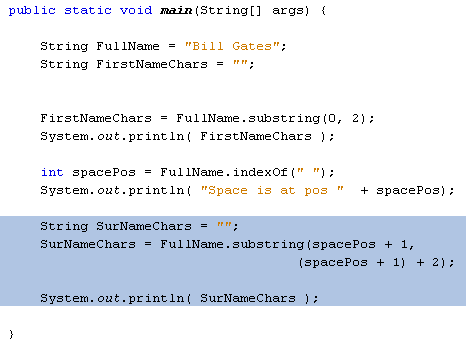 public static void main(String[] args) {
String FullName = "Bill Gates";
String FirstNameChars = "";
FirstNameChars = FullName.substring(0, 2);
System.out.println( FirstNameChars );
int spacePos = FullName.indexOf(" ");
System.out.println( "Space is at pos "  + spacePos);
String SurNameChars = "";
SurNameChars = FullName.substring(spacePos + 1,
(spacePos + 1) + 2);
System.out.println( SurNameChars );
}